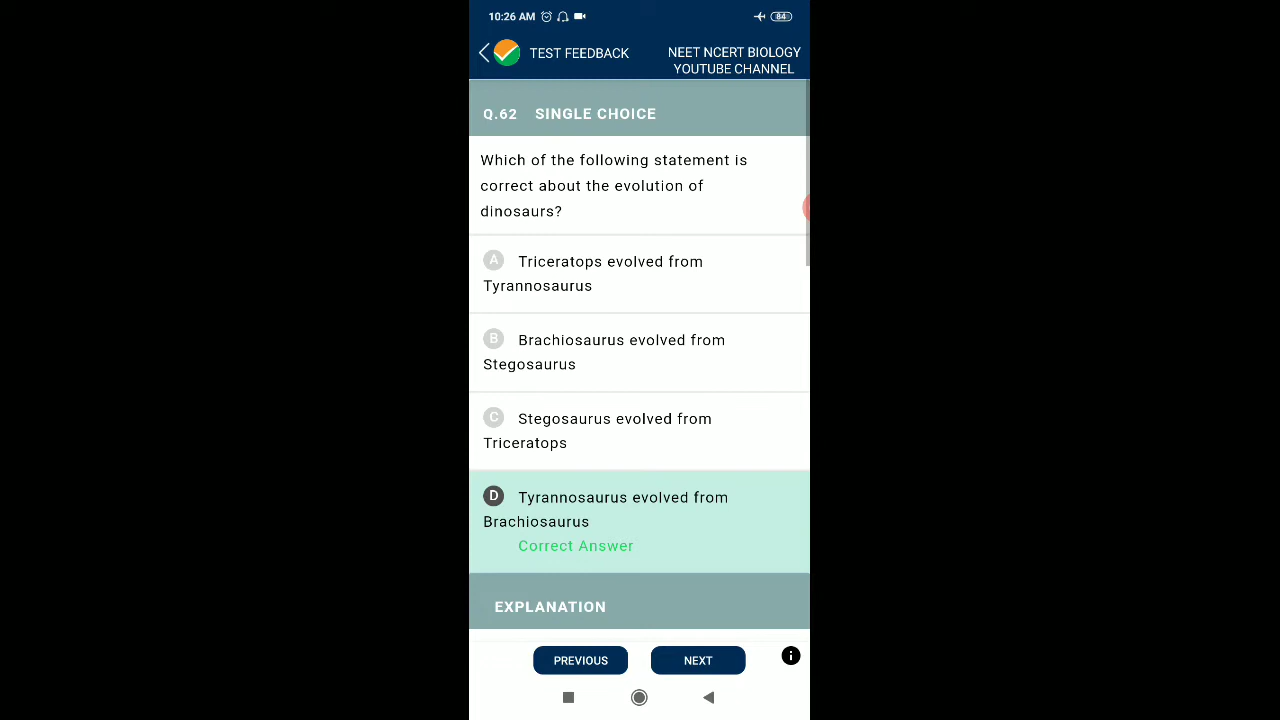 10:26 AM 84
TEST FEEDBACK
NEET NCERT BIOLOGY
YOUTUBE CHANNEL
Q.62 SINGLE CHOICE
Which of the following statement is
correct about the evolution of
dinosaurs?
A Triceratops evolved from
Tyrannosaurus
B Brachiosaurus evolved from
Stegosaurus
C Stegosaurus evolved from
Triceratops
D Tyrannosaurus evolved from
Brachiosaurus
Correct Answer
EXPLANATION
PREVIOUS NEXT